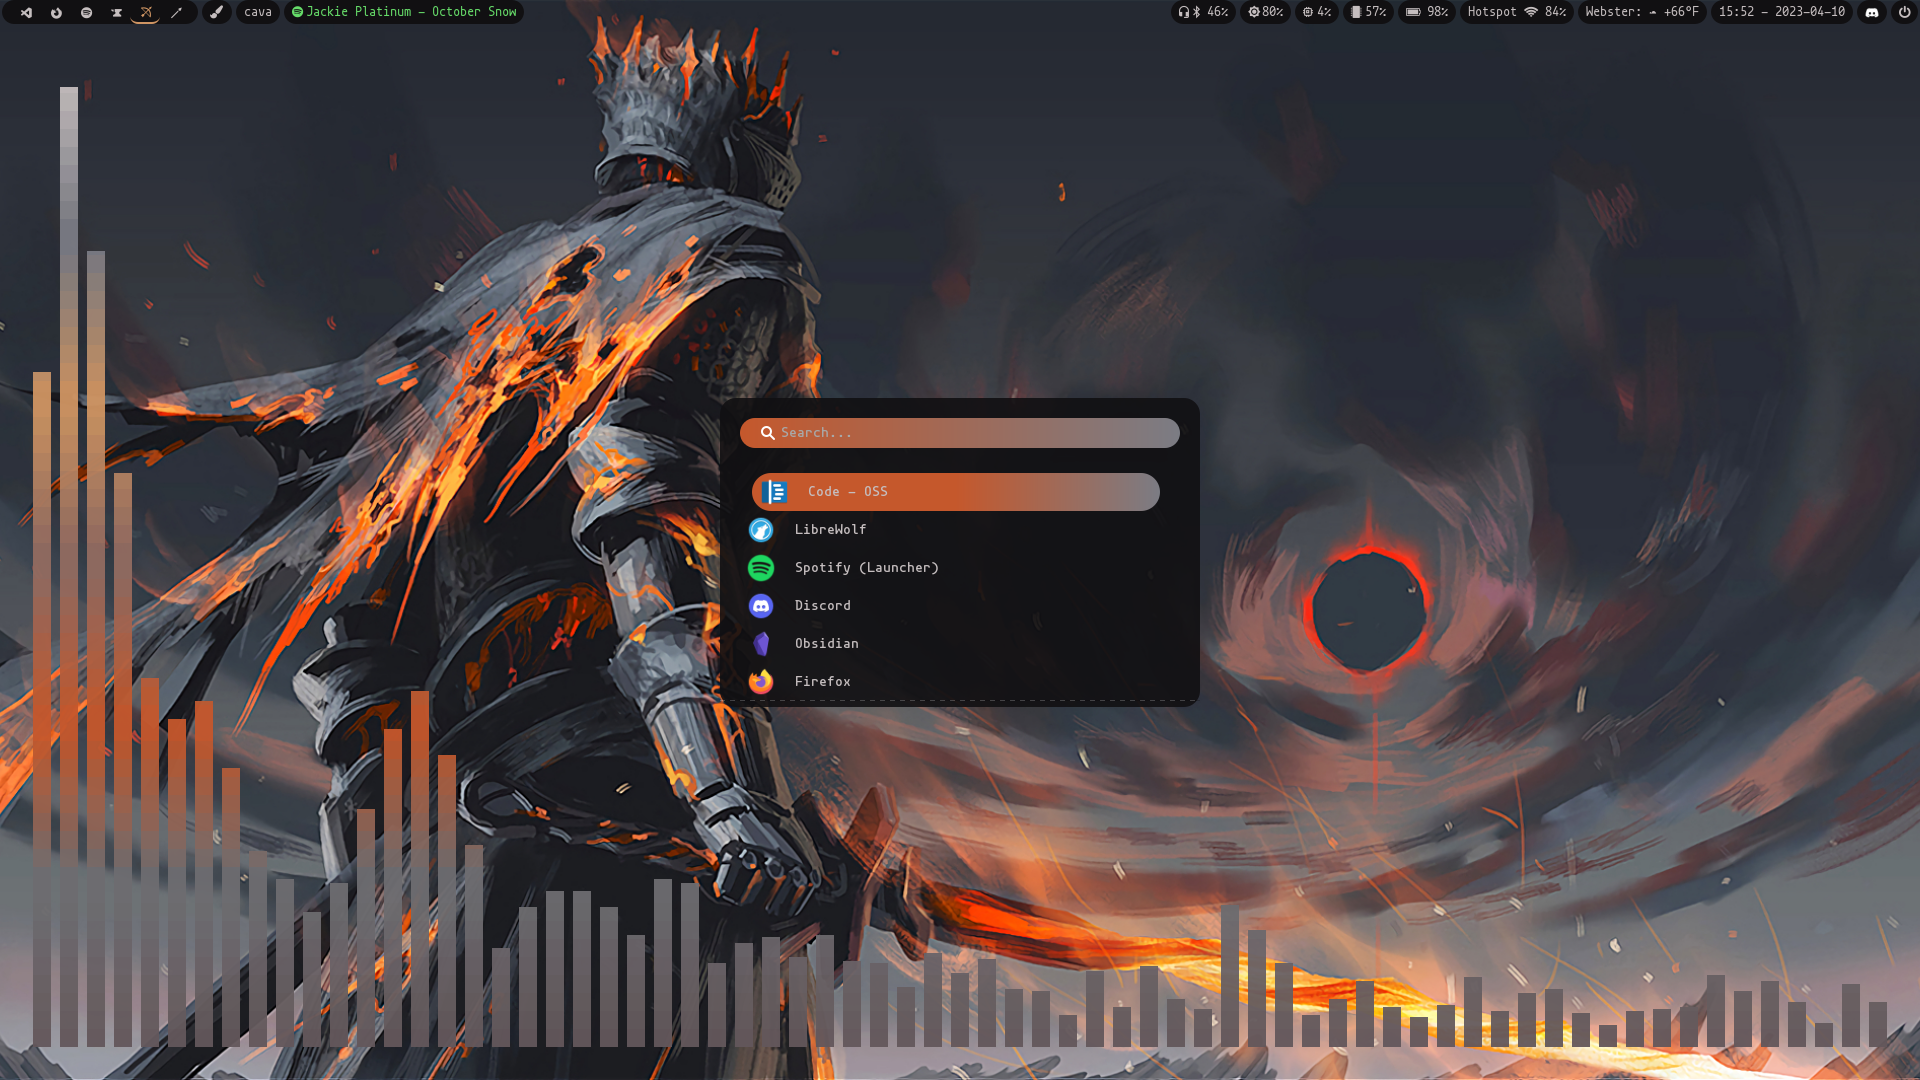 cava
Jackie Platinum – October Snow
46%
80%
4%
57%
98%
Hotspot 84%
Webster: +66°F
15:52 – 2023-04-10
Search...
Code – OSS
LibreWolf
Spotify (Launcher)
Discord
Obsidian
Firefox